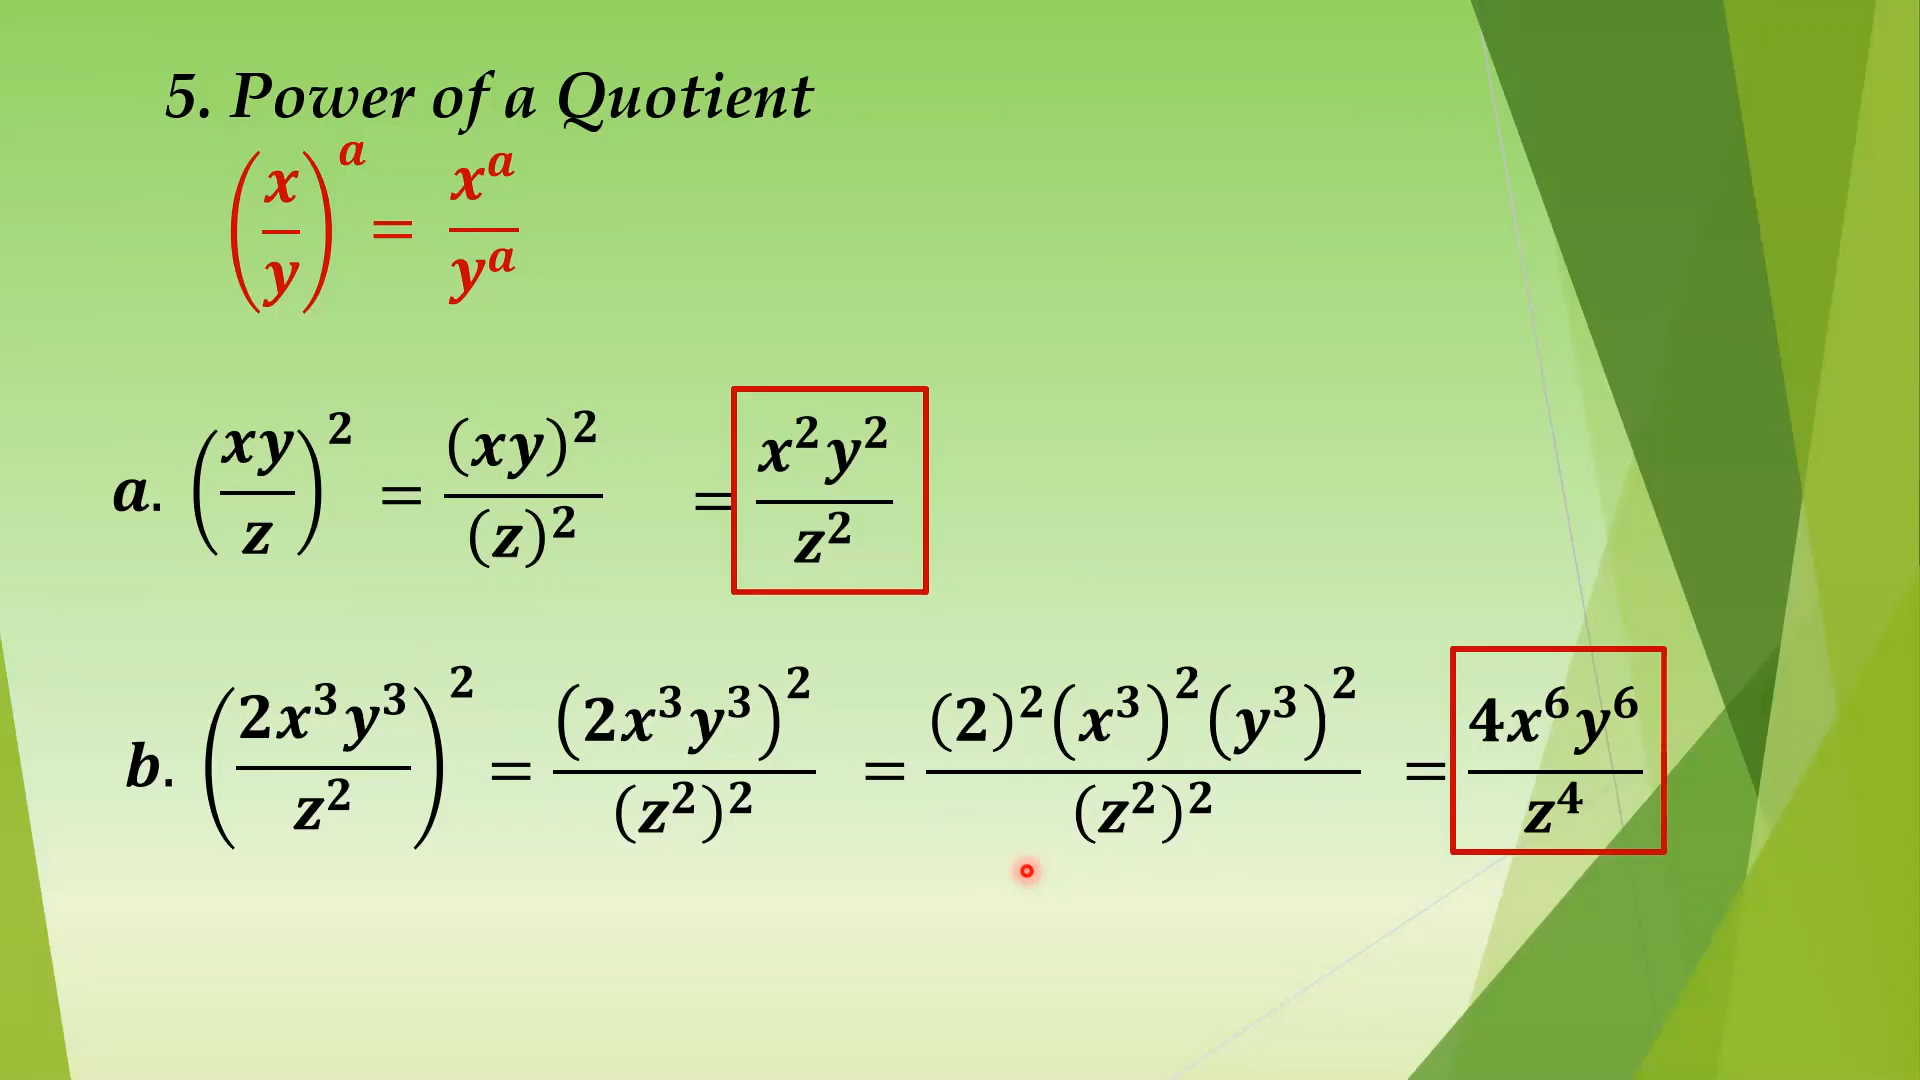 5. Power of a Quotient
(x/y)^a = x^a/y^a
a. (xy/z)^2 = (xy)^2/(z)^2 = x^2y^2/z^2
b. (2x^3y^3/z^2)^2 = (2x^3y^3)^2/(z^2)^2 = (2)^2(x^3)^2(y^3)^2/(z^2)^2 = 4x^6y^6/z^4